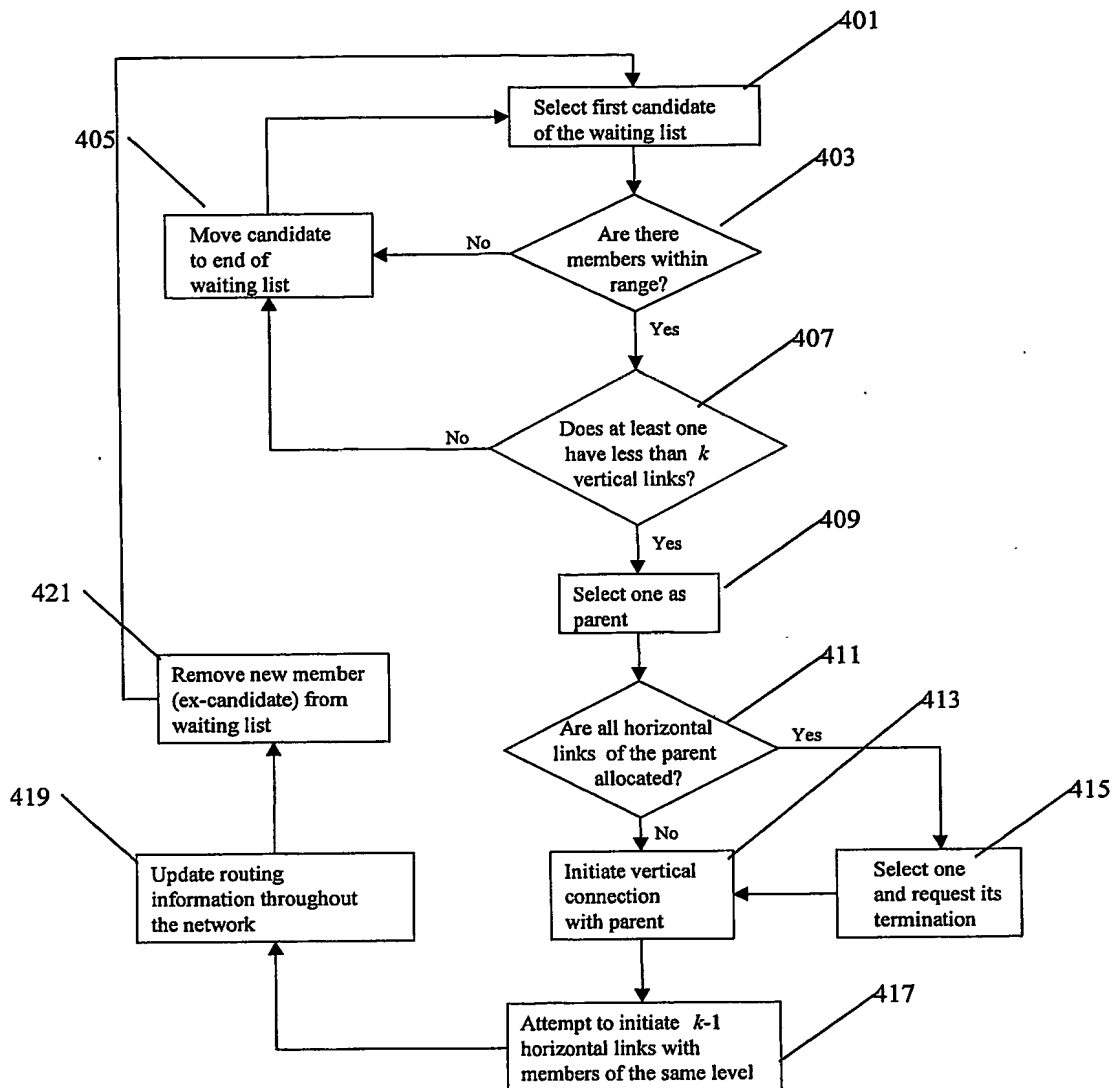 401
Select first candidate
of the waiting list
405
403
Move candidate
to end of
waiting list
No
Are there
members within
range?
Yes
407
No
Does at least one
have less than k
vertical links?
Yes
409
Select one as
parent
421
411
Remove new member
(ex-candidate) from
waiting list
413
Are all horizontal
links of the parent
allocated?
Yes
419
415
No
Update routing
information throughout
the network
Initiate vertical
connection
with parent
Select one
and request its
termination
417
Attempt to initiate k-1
horizontal links with
members of the same level